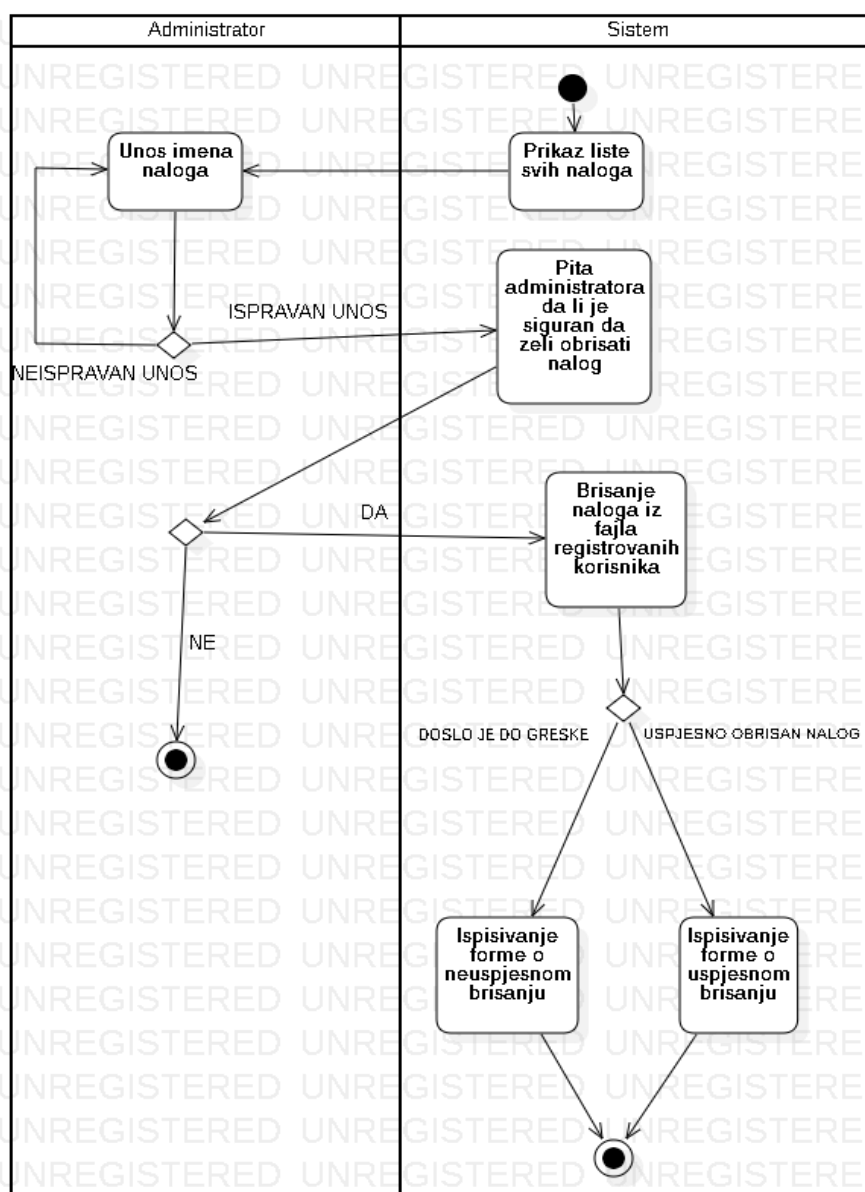 Administrator
Sistem
Unos imena
naloga
Prikaz liste
svih naloga
Pita
administratora
da li je
siguran da
zeli obrisati
nalog
ISPRAVAN UNOS
NEISPRAVAN UNOS
DA
Brisanje
naloga iz
fajla
registrovanih
korisnika
NE
DOSLO JE DO GRESKE
USPJESNO OBRISAN NALOG
Ispisivanje
forme o
neuspjesnom
brisanju
Ispisivanje
forme o
uspjesnom
brisanju
UNREGISTERED